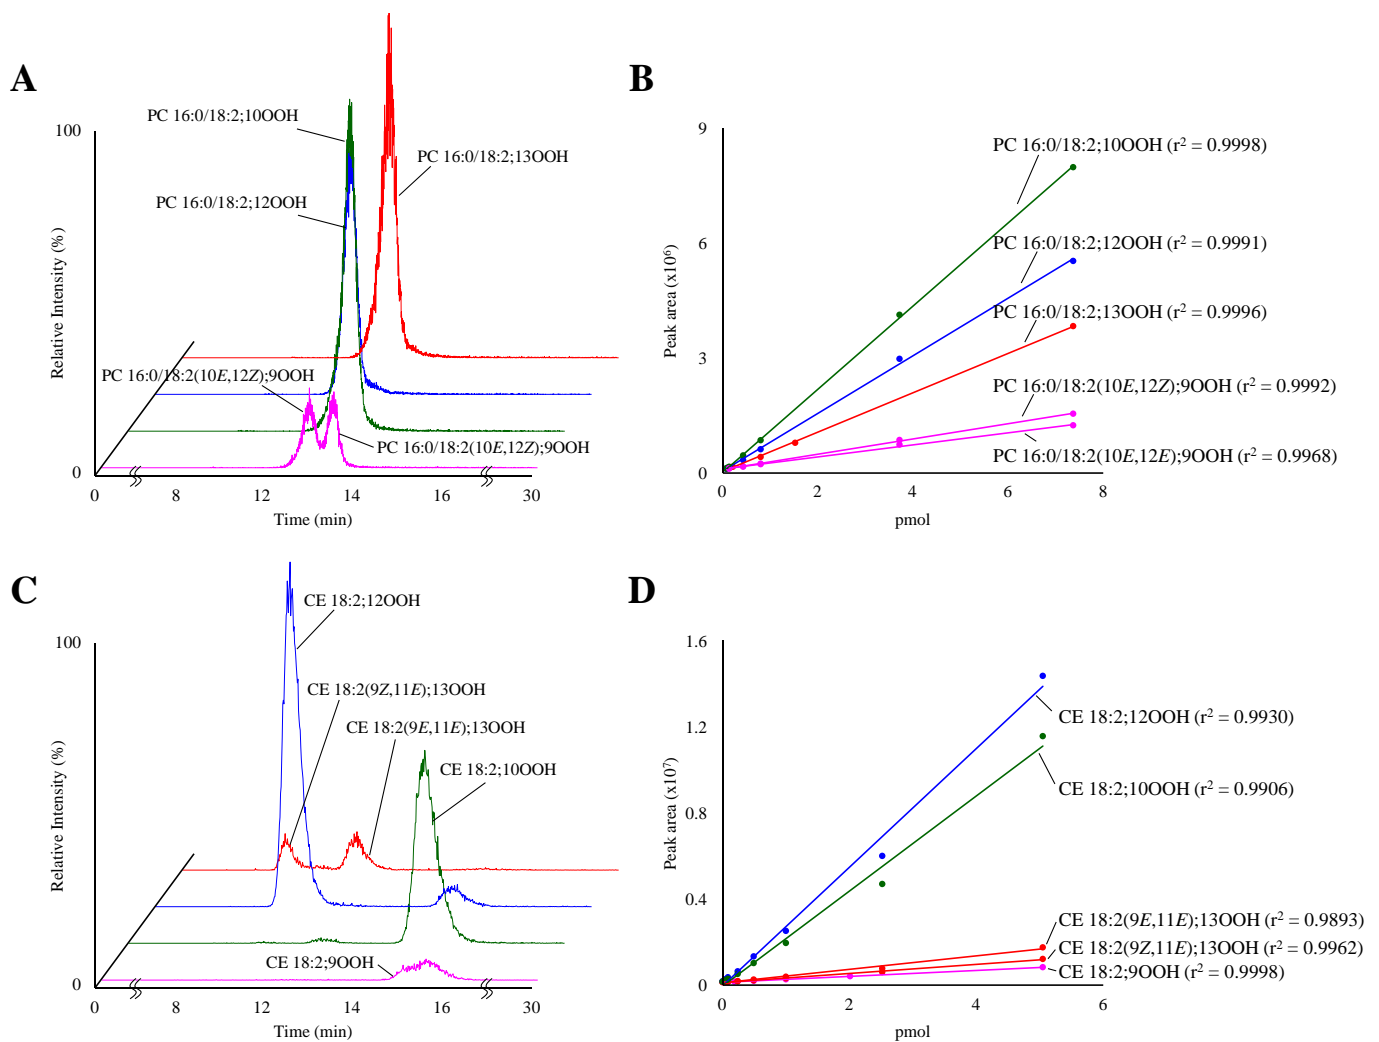 A
PC 16:0/18:2;10OOH
100
PC 16:0/18:2;13OOH
PC 16:0/18:2;12OOH
Relative Intensity (%)
PC 16:0/18:2(10E,12Z);9OOH
PC 16:0/18:2(10E,12Z);9OOH
0
0 8 12 14 16 30
Time (min)
B
9
PC 16:0/18:2;10OOH (r² = 0.9998)
6
PC 16:0/18:2;12OOH (r² = 0.9991)
PC 16:0/18:2;13OOH (r² = 0.9996)
Peak area (x10⁶)
3
PC 16:0/18:2(10E,12Z);9OOH (r² = 0.9992)
PC 16:0/18:2(10E,12E);9OOH (r² = 0.9968)
0
0 2 4 6 8
pmol
C
CE 18:2;12OOH
100
CE 18:2(9Z,11E);13OOH
CE 18:2(9E,11E);13OOH
CE 18:2;10OOH
Relative Intensity (%)
CE 18:2;9OOH
0
0 8 12 14 16 30
Time (min)
D
1.6
CE 18:2;12OOH (r² = 0.9930)
1.2
CE 18:2;10OOH (r² = 0.9906)
0.8
Peak area (x10⁷)
0.4
CE 18:2(9E,11E);13OOH (r² = 0.9893)
CE 18:2(9Z,11E);13OOH (r² = 0.9962)
CE 18:2;9OOH (r² = 0.9998)
0
0 2 4 6
pmol